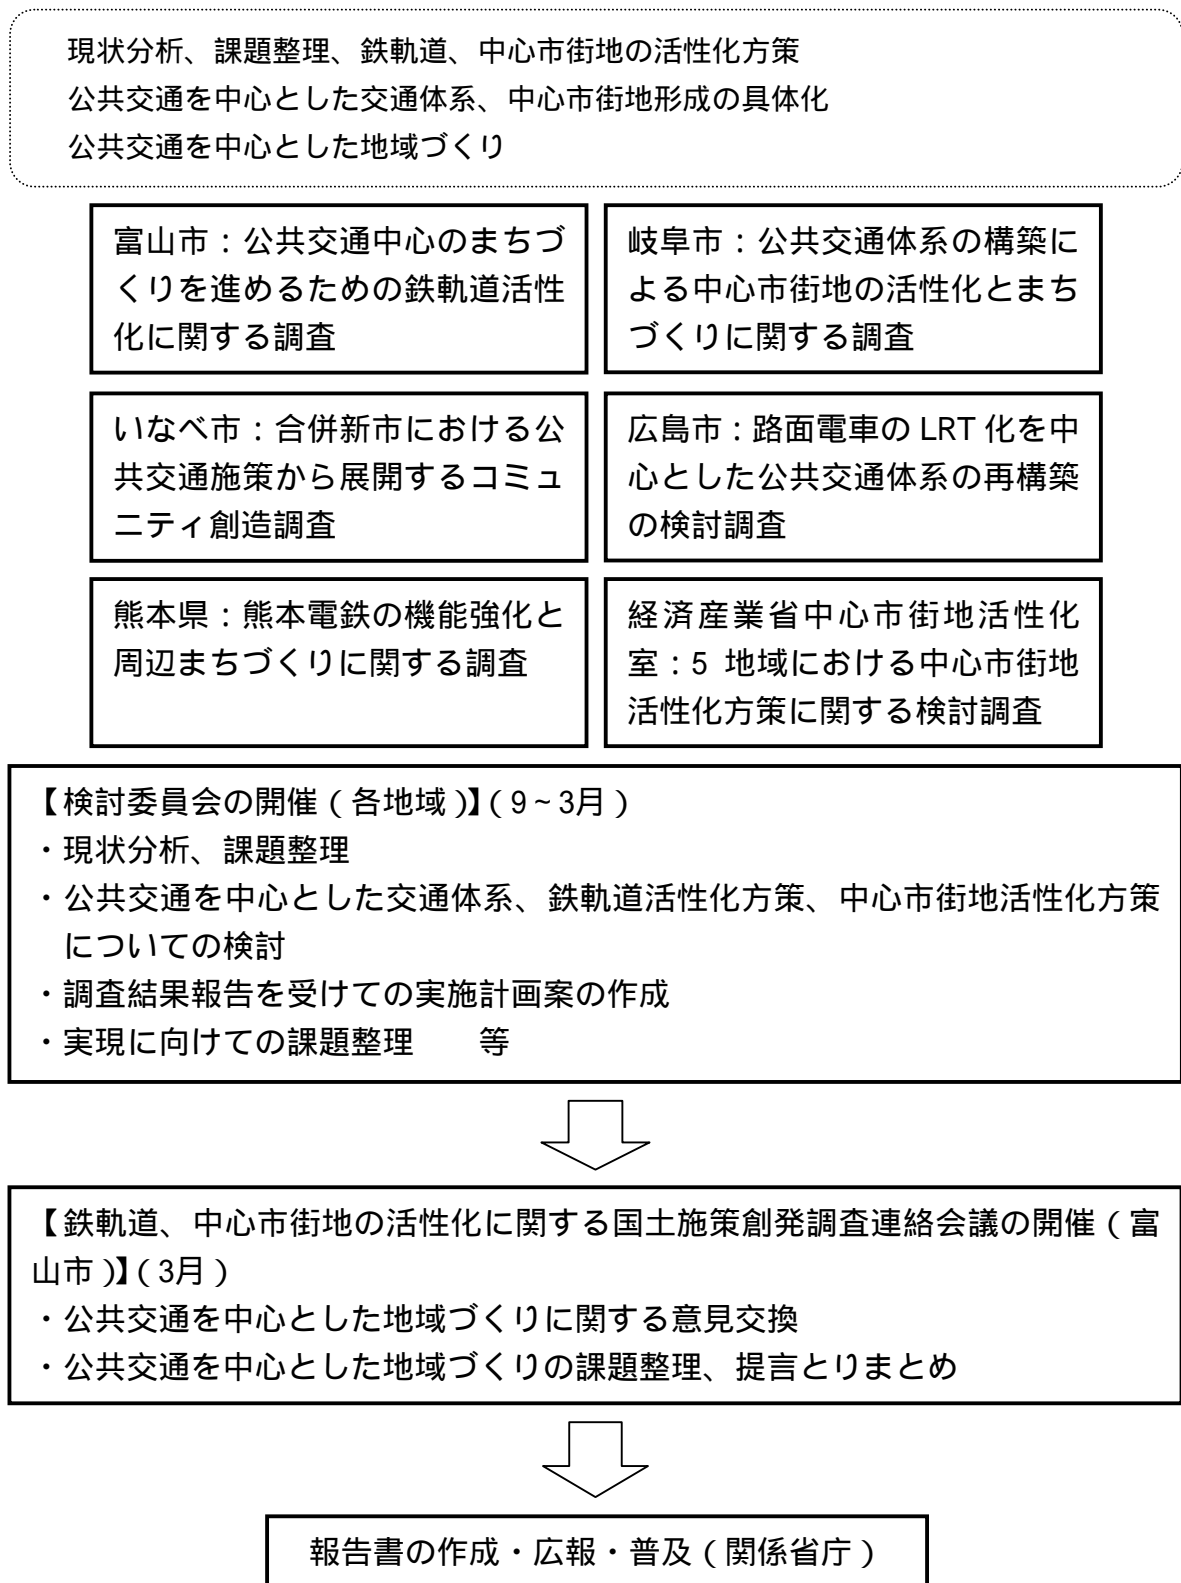 現状分析、課題整理、鉄軌道、中心市街地の活性化方策
公共交通を中心とした交通体系、中心市街地形成の具体化
公共交通を中心とした地域づくり
富山市：公共交通中心のまちづ
くりを進めるための鉄軌道活性
化に関する調査
岐阜市：公共交通体系の構築に
よる中心市街地の活性化とまち
づくりに関する調査
いなべ市：合併新市における公
共交通施策から展開するコミュ
ニティ創造調査
広島市：路面電車の LRT 化を中
心とした公共交通体系の再構築
の検討調査
熊本県：熊本電鉄の機能強化と
周辺まちづくりに関する調査
経済産業省中心市街地活性化
室：5 地域における中心市街地
活性化方策に関する検討調査
【検討委員会の開催（各地域）】（9~3月）
・現状分析、課題整理
・公共交通を中心とした交通体系、鉄軌道活性化方策、中心市街地活性化方策
についての検討
・調査結果報告を受けての実施計画案の作成
・実現に向けての課題整理　　等
【鉄軌道、中心市街地の活性化に関する国土施策創発調査連絡会議の開催（富
山市）】（3月）
・公共交通を中心とした地域づくりに関する意見交換
・公共交通を中心とした地域づくりの課題整理、提言とりまとめ
報告書の作成・広報・普及（関係省庁）